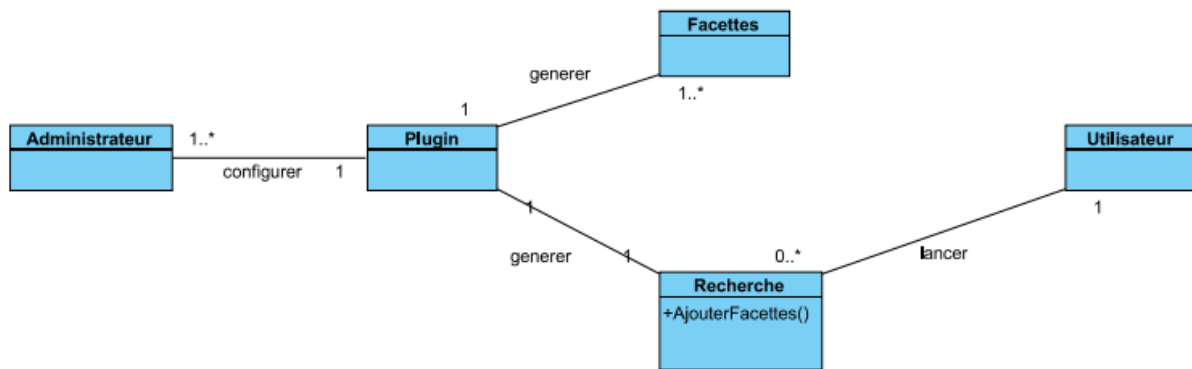 Facettes
generer
1..*
1
Administrateur
1..*
configurer
1
Plugin
Utilisateur
1
1
generer
1
0..*
lancer
Recherche
+AjouterFacettes()